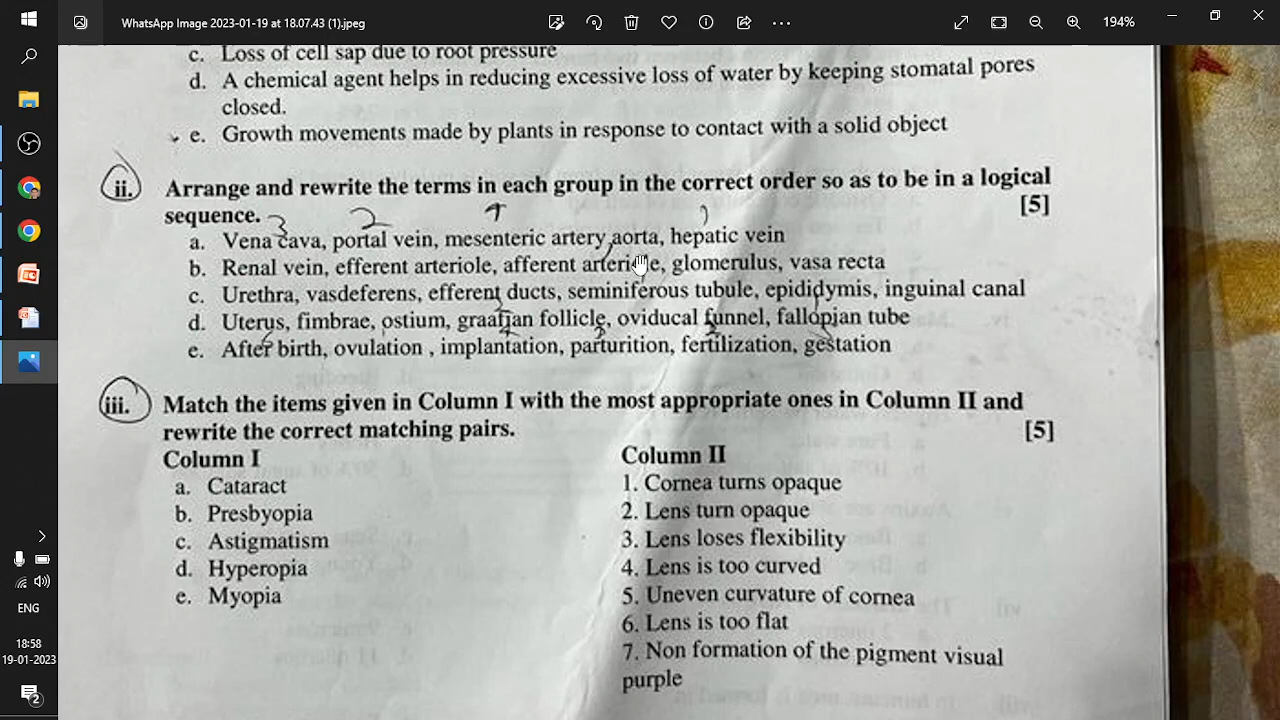 WhatsApp Image 2023-01-19 at 18.07.43 (1).jpeg
194%
c. Loss of cell sap due to root pressure
d. A chemical agent helps in reducing excessive loss of water by keeping stomatal pores
closed.
e. Growth movements made by plants in response to contact with a solid object
ii. Arrange and rewrite the terms in each group in the correct order so as to be in a logical
sequence. [5]
3 2 1
a. Vena cava, portal vein, mesenteric artery, aorta, hepatic vein
b. Renal vein, efferent arteriole, afferent arteriole, glomerulus, vasa recta
c. Urethra, vasdeferens, efferent ducts, seminiferous tubule, epididymis, inguinal canal
d. Uterus, fimbrae, ostium, graafian follicle, oviducal funnel, fallopian tube
e. After birth, ovulation , implantation, parturition, fertilization, gestation
iii. Match the items given in Column I with the most appropriate ones in Column II and
rewrite the correct matching pairs. [5]
Column I Column II
a. Cataract 1. Cornea turns opaque
b. Presbyopia 2. Lens turn opaque
c. Astigmatism 3. Lens loses flexibility
d. Hyperopia 4. Lens is too curved
e. Myopia 5. Uneven curvature of cornea
6. Lens is too flat
7. Non formation of the pigment visual
purple
ENG
18:58
19-01-2023
2